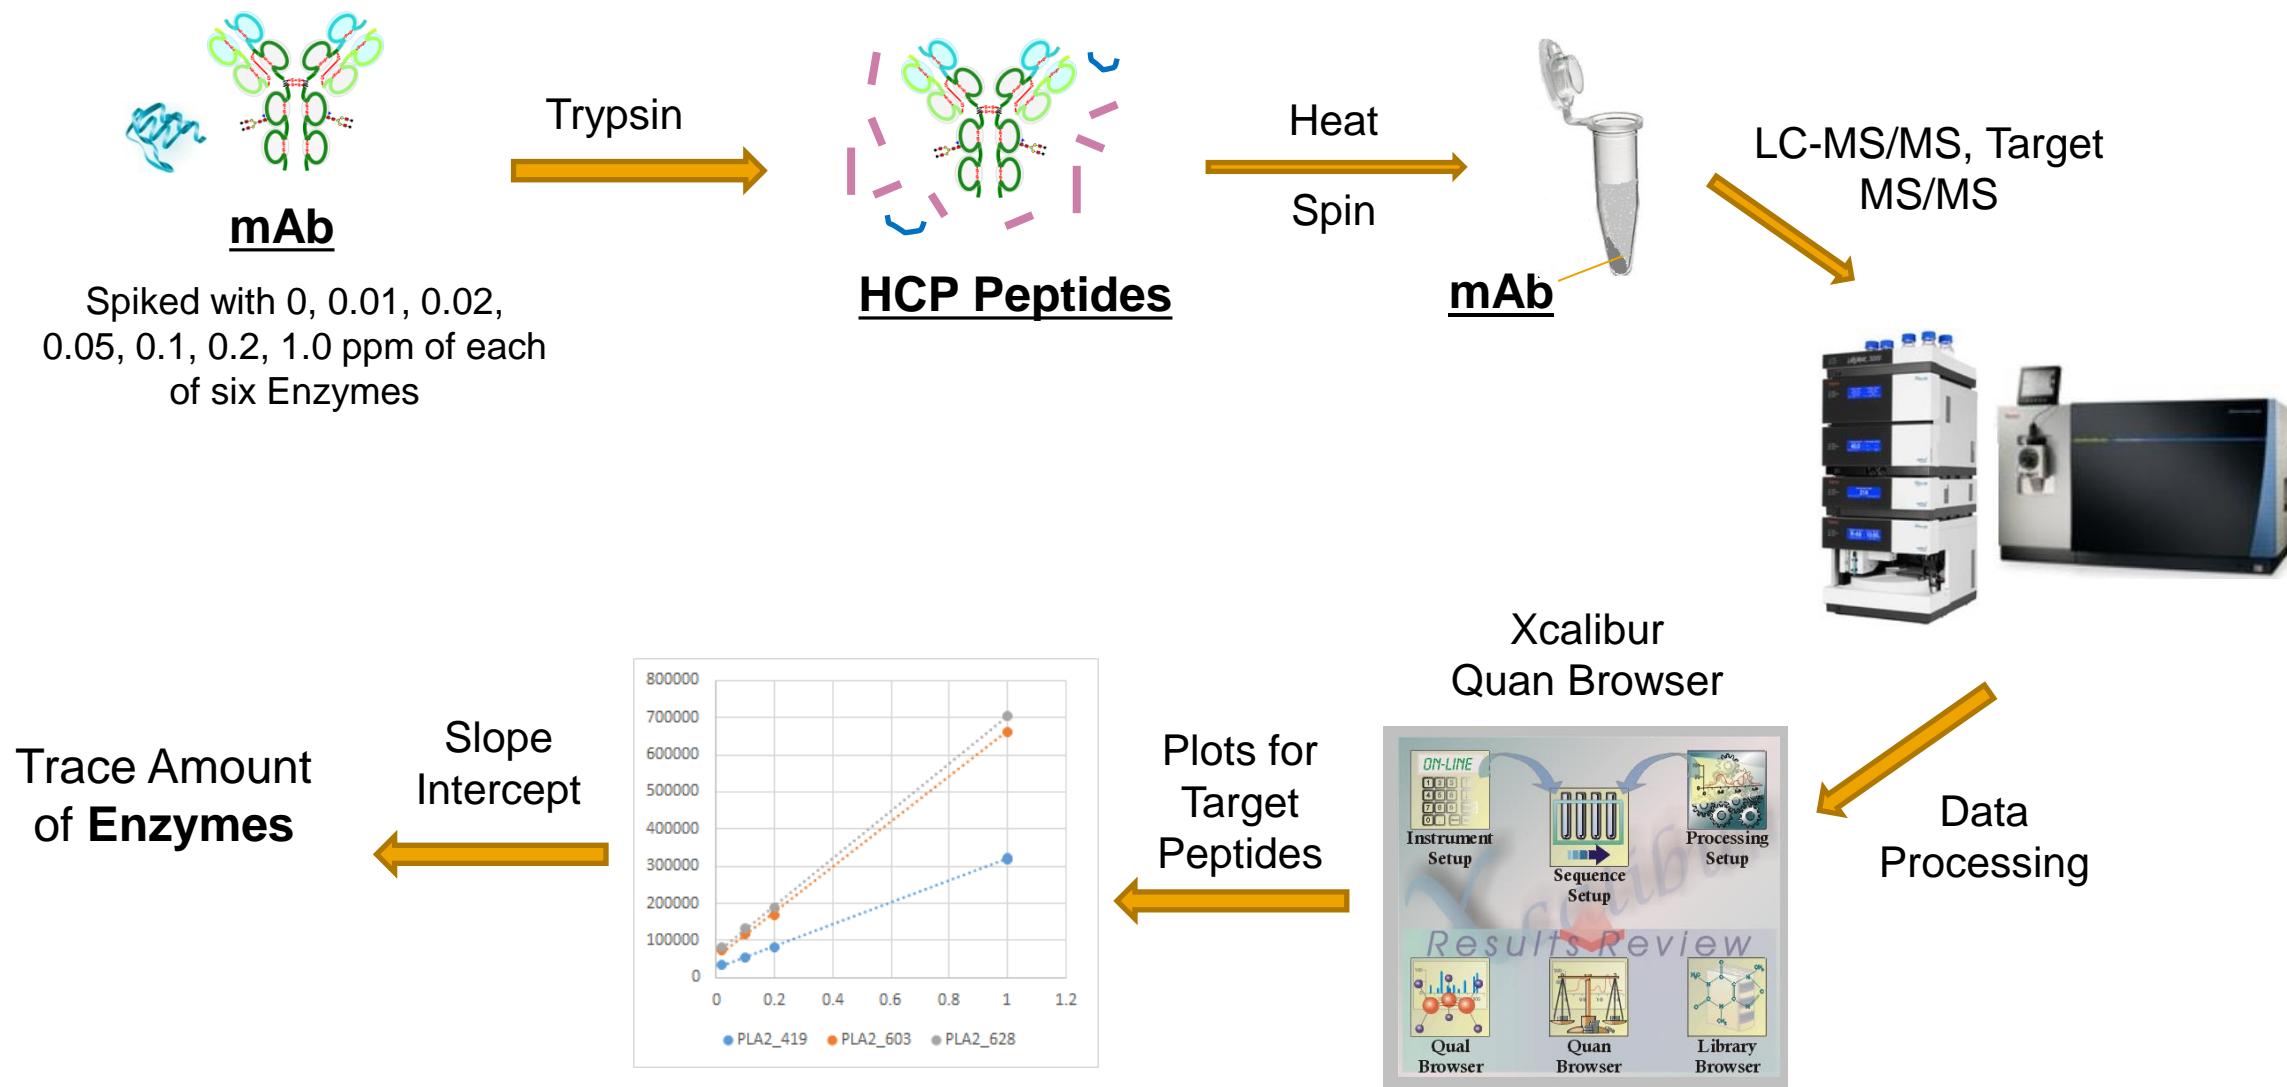 Trypsin
mAb
Spiked with 0, 0.01, 0.02,
0.05, 0.1, 0.2, 1.0 ppm of each
of six Enzymes
HCP Peptides
Heat
Spin
mAb
LC-MS/MS, Target
MS/MS
Data
Processing
Xcalibur
Quan Browser
ON-LINE
Instrument
Setup
Sequence
Setup
Processing
Setup
Xcalibur
Results Review
Qual
Browser
Quan
Browser
Library
Browser
Plots for
Target
Peptides
800000
700000
600000
500000
400000
300000
200000
100000
0
0 0.2 0.4 0.6 0.8 1 1.2
PLA2_419 PLA2_603 PLA2_628
Slope
Intercept
Trace Amount
of Enzymes